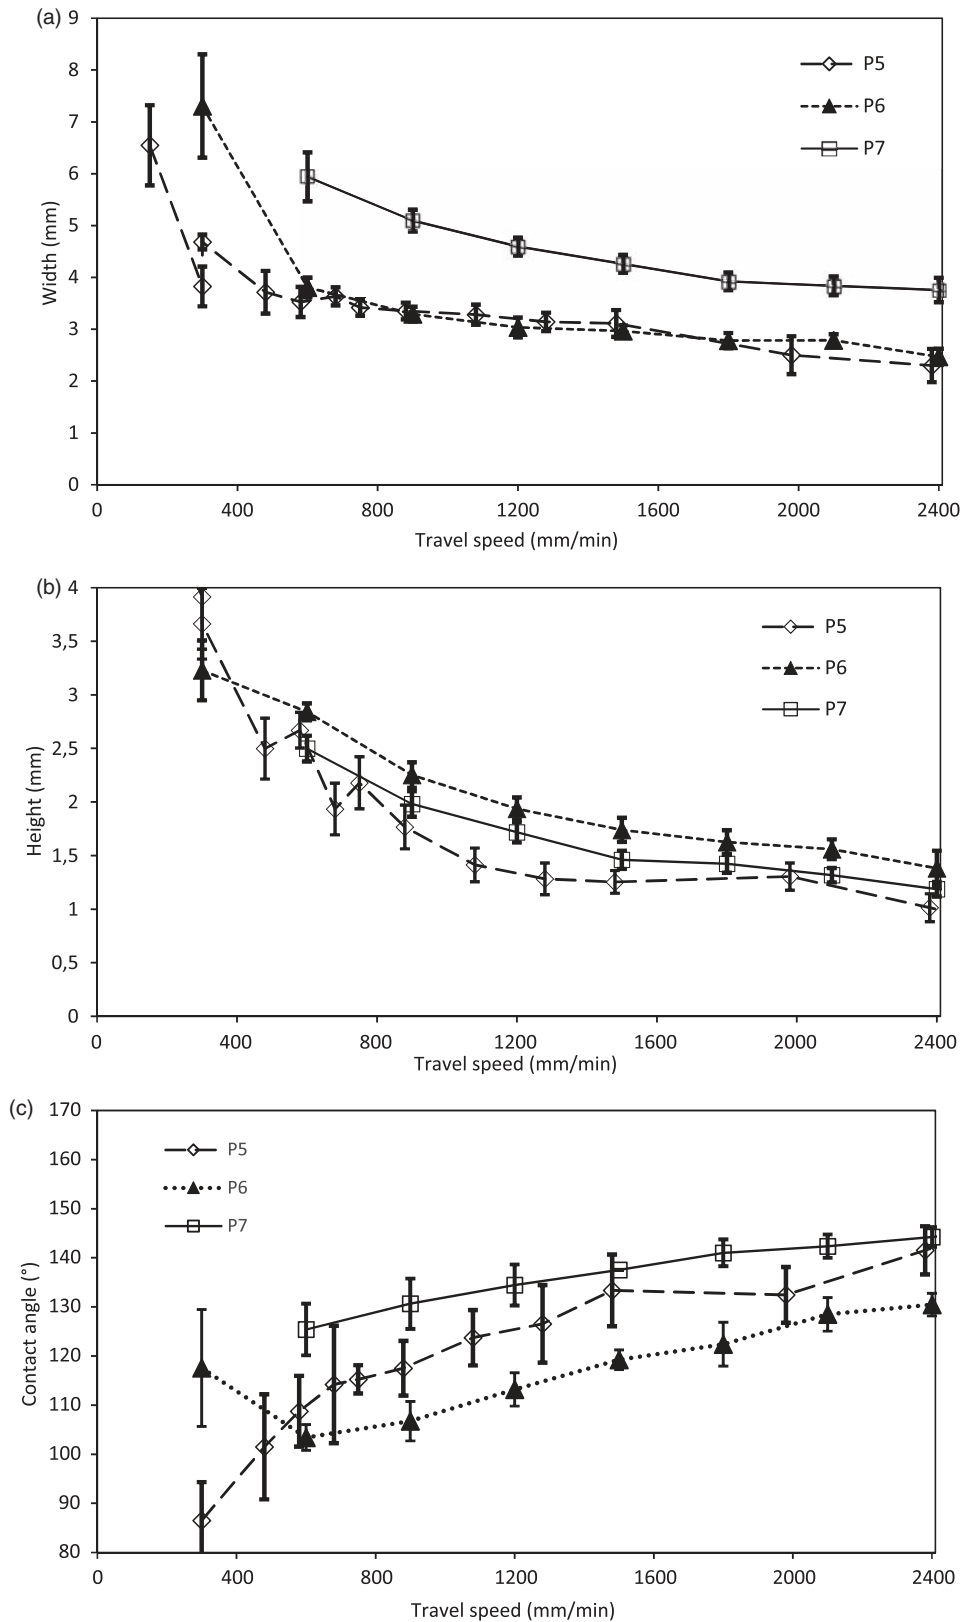 (a)
9
8
7
6
5
4
3
2
1
0
Width (mm)
P5
P6
P7
0 400 800 1200 1600 2000 2400
Travel speed (mm/min)
(b)
4
3,5
3
2,5
2
1,5
1
0,5
0
Height (mm)
P5
P6
P7
0 400 800 1200 1600 2000 2400
Travel speed (mm/min)
(c)
170
160
150
140
130
120
110
100
90
80
Contact angle (°)
P5
P6
P7
0 400 800 1200 1600 2000 2400
Travel speed (mm/min)